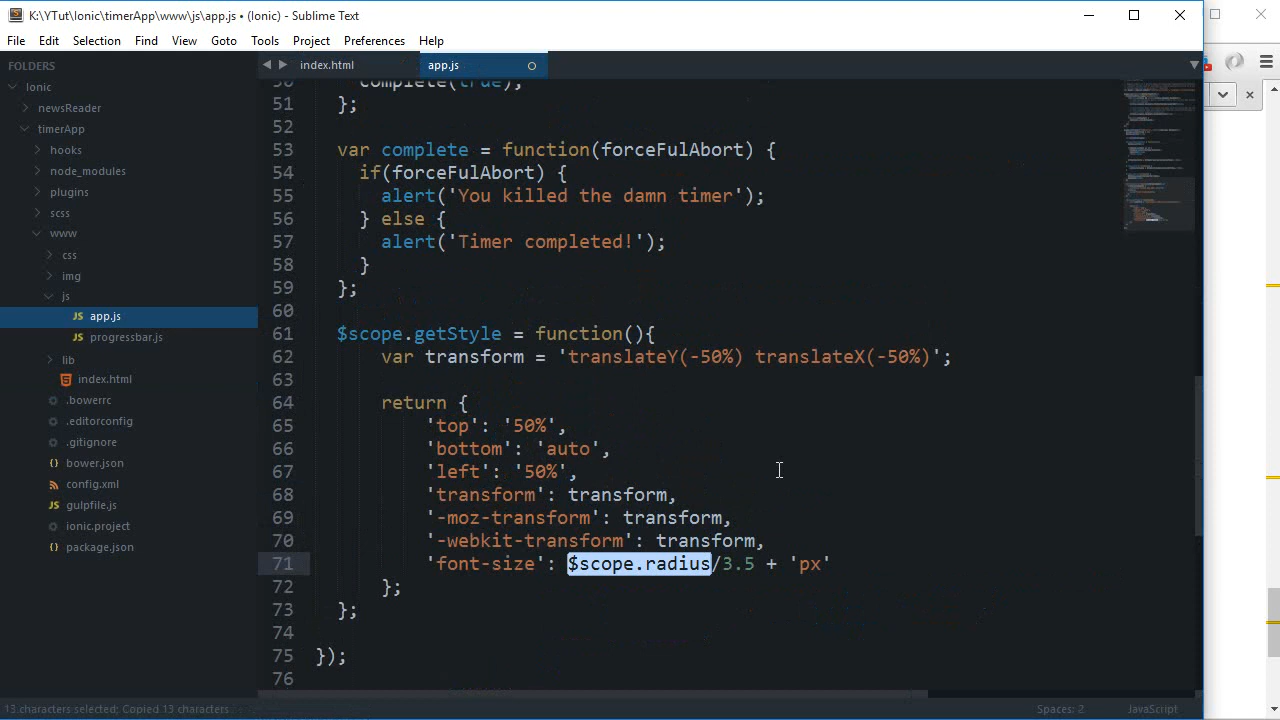 K:\YTut\Ionic\timerApp\www\js\app.js • (Ionic) - Sublime Text
File Edit Selection Find View Goto Tools Project Preferences Help
FOLDERS
Ionic
newsReader
timerApp
hooks
node_modules
plugins
scss
www
css
img
js
app.js
progressbar.js
lib
index.html
.bowerrc
.editorconfig
.gitignore
bower.json
config.xml
gulpfile.js
ionic.project
package.json
index.html app.js
50 complete(true);
51 };
52
53 var complete = function(forceFulAbort) {
54 if(forceFulAbort) {
55 alert('You killed the damn timer');
56 } else {
57 alert('Timer completed!');
58 }
59 };
60
61 $scope.getStyle = function(){
62 var transform = 'translateY(-50%) translateX(-50%)';
63
64 return {
65 'top': '50%',
66 'bottom': 'auto',
67 'left': '50%',
68 'transform': transform,
69 '-moz-transform': transform,
70 '-webkit-transform': transform,
71 'font-size': $scope.radius/3.5 + 'px'
72 };
73 };
74
75 });
76
13 characters selected; Copied 13 characters Spaces: 2 JavaScript